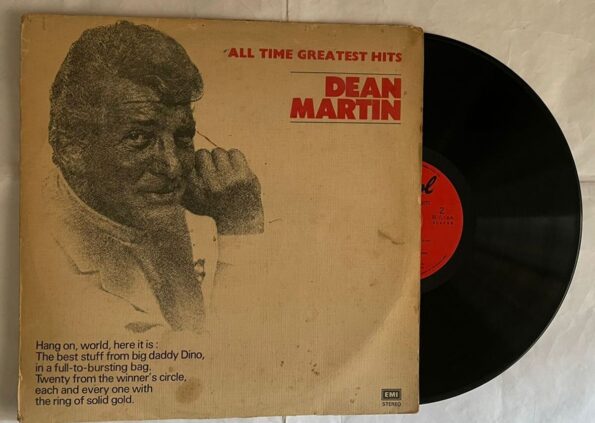 ALL TIME GREATEST HITS
DEAN
MARTIN
Hang on, world, here it is :
The best stuff from big daddy Dino,
in a full-to-bursting bag.
Twenty from the winner's circle,
each and every one with
the ring of solid gold.
EMI
STEREO
2